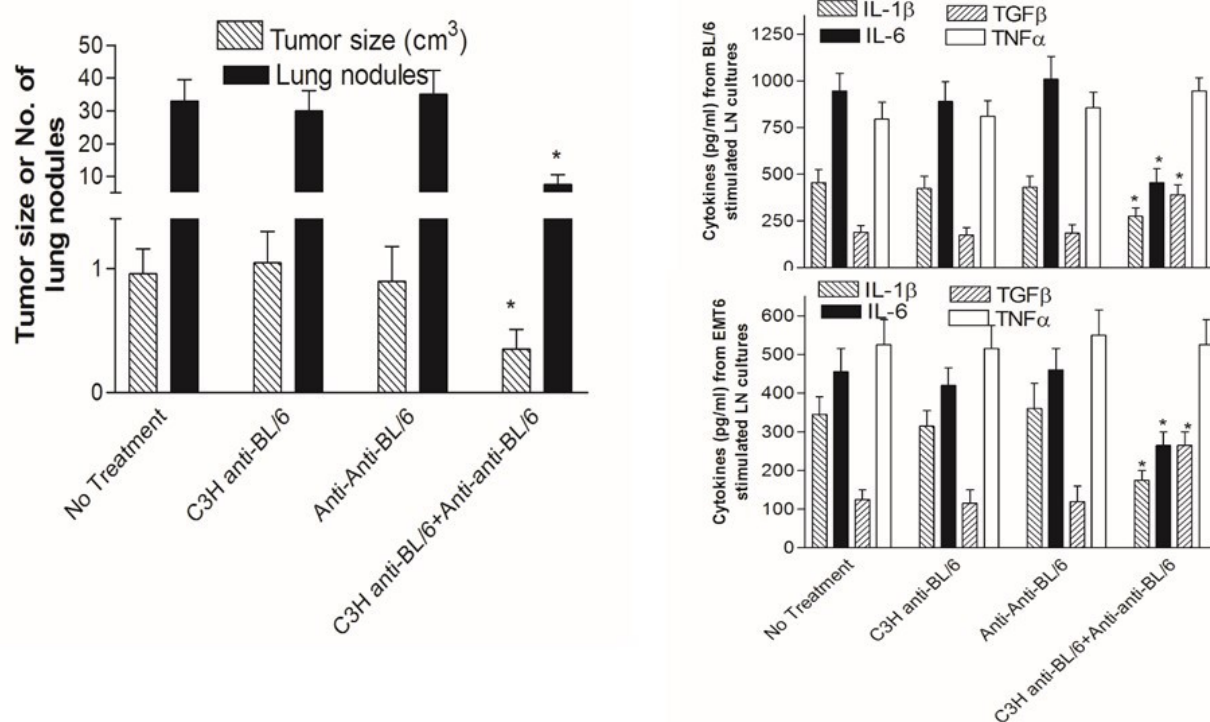 Tumor size or No. of
lung nodules
50
40
30
20
10
1
0
Tumor size (cm3)
Lung nodules
*
*
No Treatment
C3H anti-BL/6
Anti-Anti-BL/6
C3H anti-BL/6+Anti-anti-BL/6
Cytokines (pg/ml) from BL/6
stimulated LN cultures
1250
1000
750
500
250
0
IL-1β
IL-6
TGFβ
TNFα
*
*
*
Cytokines (pg/ml) from EMT6
stimulated LN cultures
600
500
400
300
200
100
0
IL-1β
IL-6
TGFβ
TNFα
*
*
*
No Treatment
C3H anti-BL/6
Anti-Anti-BL/6
C3H anti-BL/6+Anti-anti-BL/6